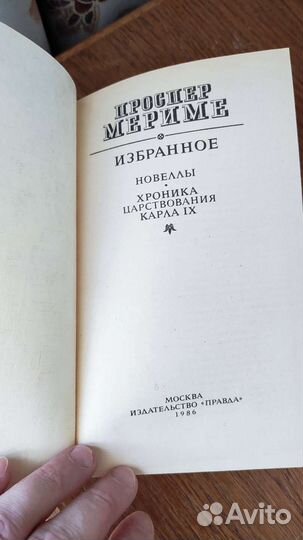 ПРОСПЕР
МЕРИМЕ
ИЗБРАННОЕ
НОВЕЛЛЫ
ХРОНИКА
ЦАРСТВОВАНИЯ
КАРЛА IX
МОСКВА
ИЗДАТЕЛЬСТВО «ПРАВДА»
1986
Avito